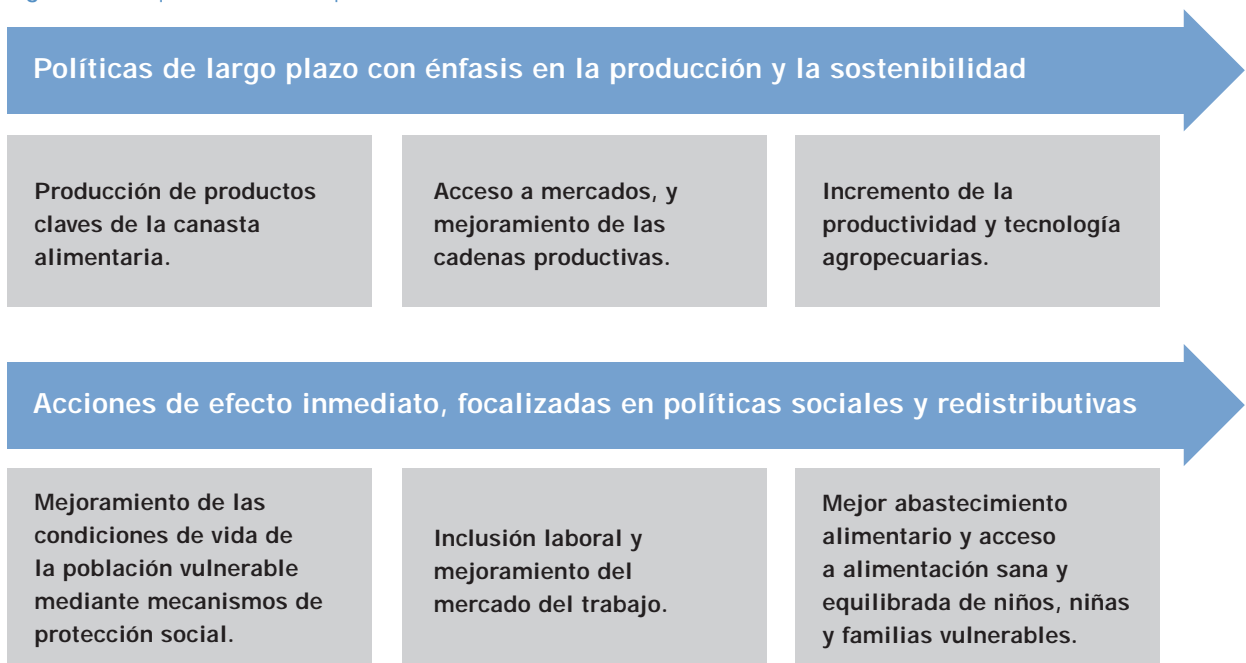 Políticas de largo plazo con énfasis en la producción y la sostenibilidad
Producción de productos
claves de la canasta
alimentaria.
Acceso a mercados, y
mejoramiento de las
cadenas productivas.
Incremento de la
productividad y tecnología
agropecuarias.
Acciones de efecto inmediato, focalizadas en políticas sociales y redistributivas
Mejoramiento de las
condiciones de vida de
la población vulnerable
mediante mecanismos de
protección social.
Inclusión laboral y
mejoramiento del
mercado del trabajo.
Mejor abastecimiento
alimentario y acceso
a alimentación sana y
equilibrada de niños, niñas
y familias vulnerables.